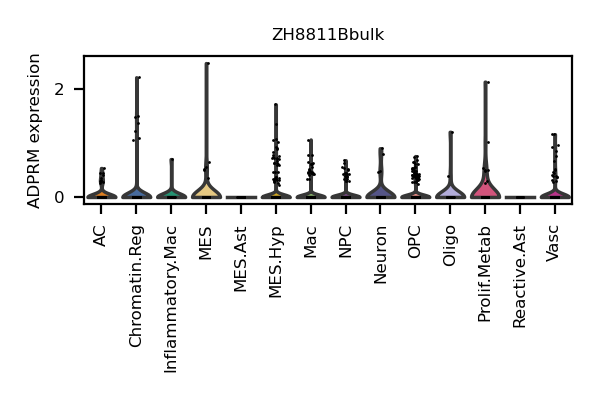 ZH8811Bbulk
ADPRM expression
2
0
AC
Chromatin.Reg
Inflammatory.Mac
MES
MES.Ast
MES.Hyp
Mac
NPC
Neuron
OPC
Oligo
Prolif.Metab
Reactive.Ast
Vasc